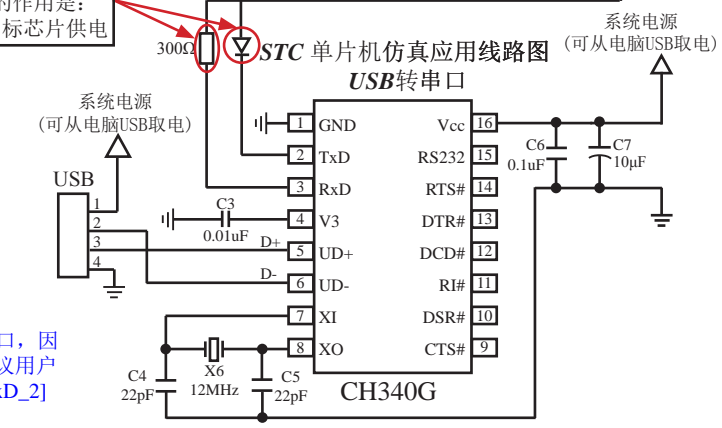 的作用是：
标芯片供电
300Ω
STC 单片机仿真应用线路图
USB转串口
系统电源
(可从电脑USB取电)
系统电源
(可从电脑USB取电)
USB
1
2
3
4
C3
0.01uF
D+
D-
1 GND
2 TxD
3 RxD
4 V3
5 UD+
6 UD-
7 XI
8 XO
Vcc 16
RS232 15
RTS# 14
DTR# 13
DCD# 12
RI# 11
DSR# 10
CTS# 9
C6
0.1uF
C7
10μF
口，因
议用户
xD_2]
C4
22pF
X6
12MHz
C5
22pF
CH340G